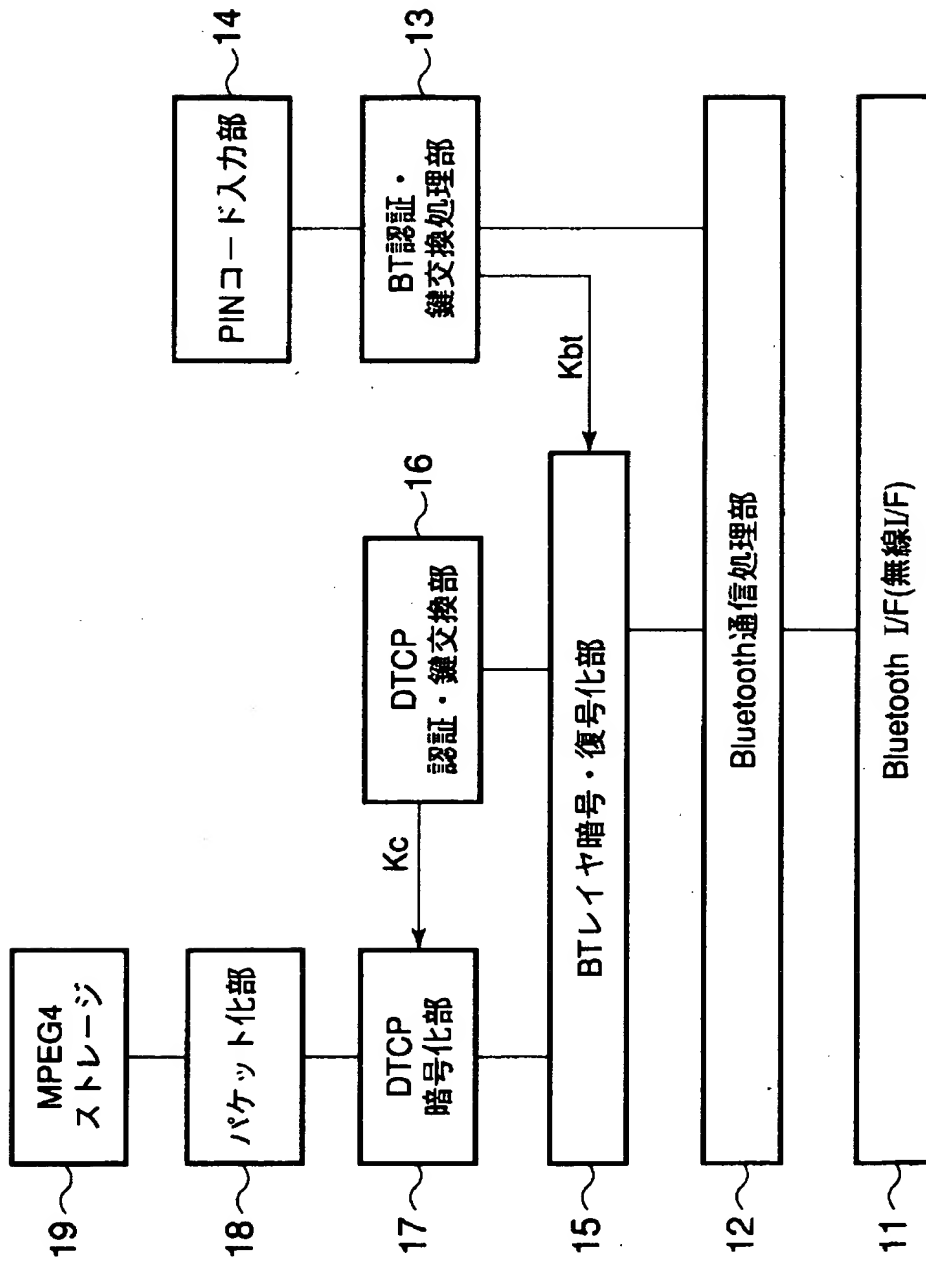 19
MPEG4
ストレージ
18
パケット化部
17
DTCP
暗号化部
Kc
DTCP
認証・鍵交換部
16
PINコード入力部
14
BT認証・
鍵交換処理部
13
Kbt
15
BTレイヤ暗号・復号化部
12
Bluetooth通信処理部
11
Bluetooth I/F(無線I/F)